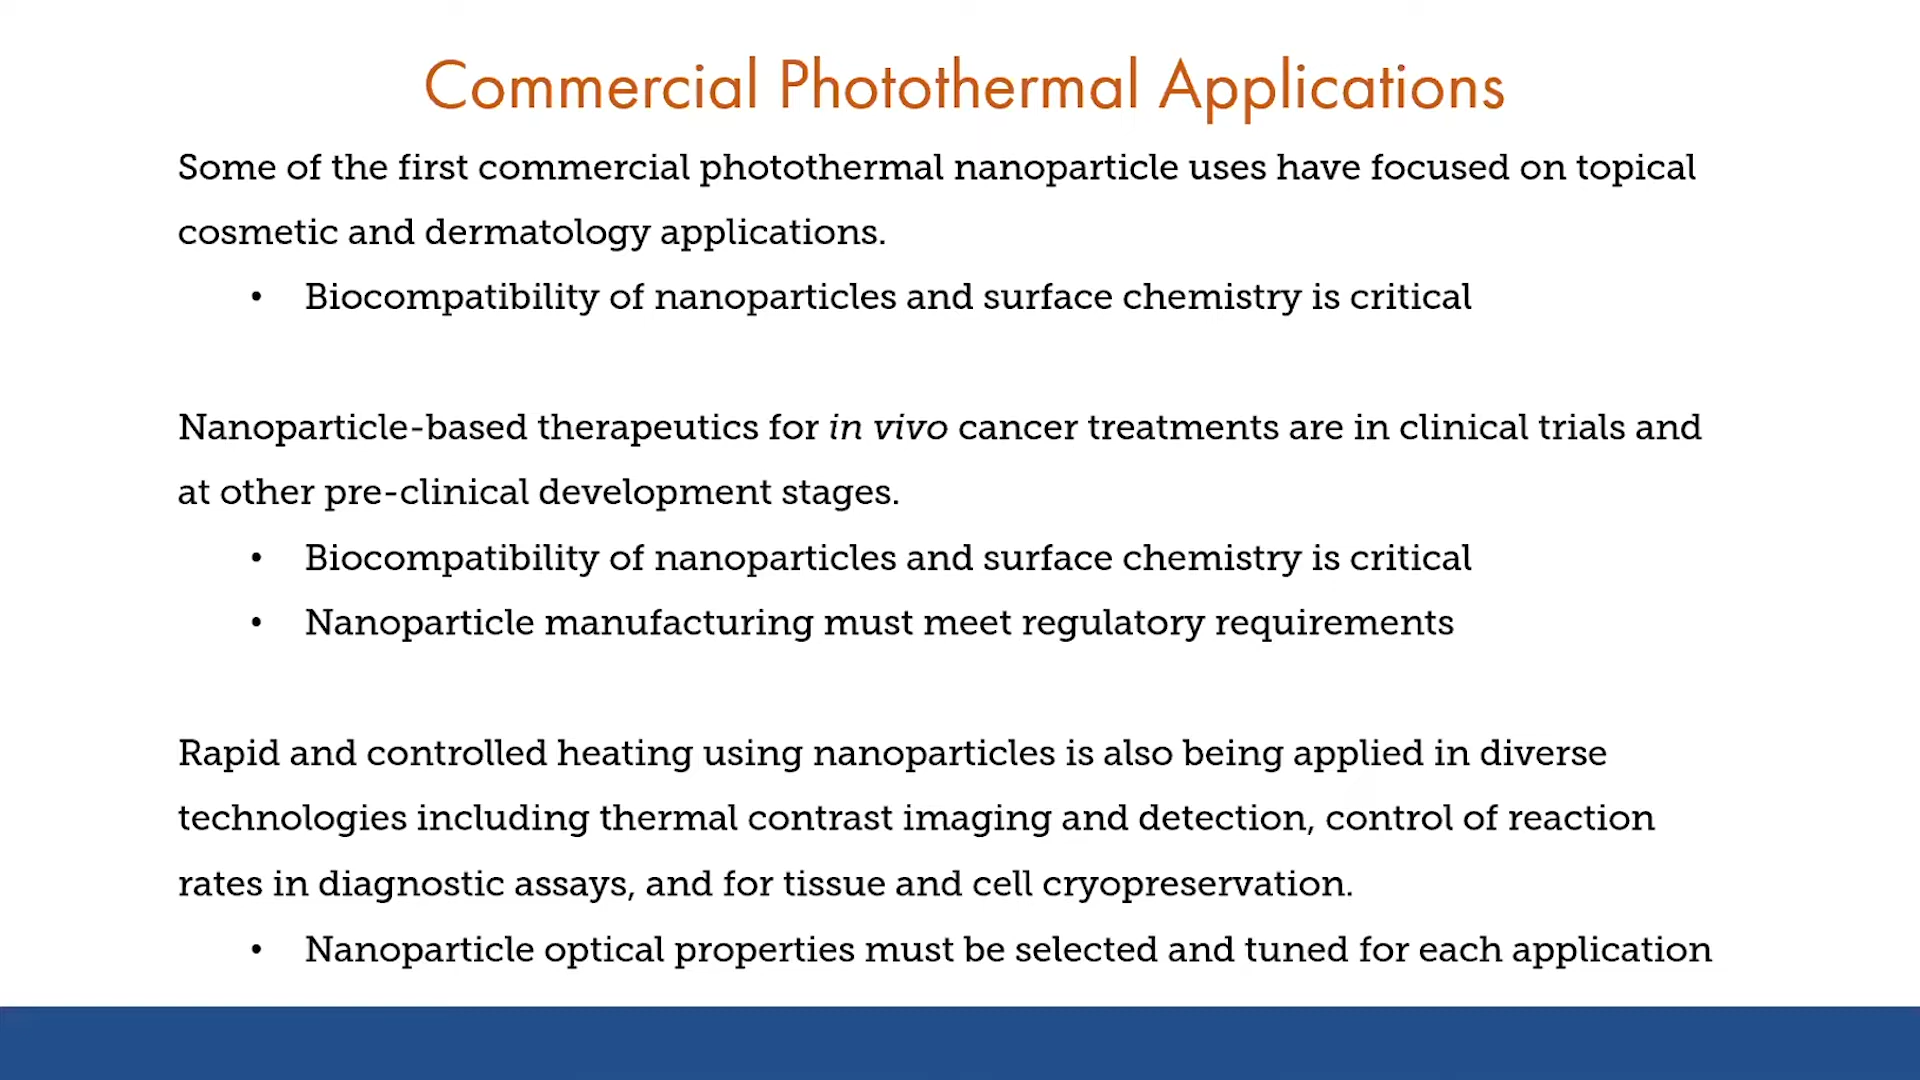 Commercial Photothermal Applications
Some of the first commercial photothermal nanoparticle uses have focused on topical
cosmetic and dermatology applications.
• Biocompatibility of nanoparticles and surface chemistry is critical
Nanoparticle-based therapeutics for in vivo cancer treatments are in clinical trials and
at other pre-clinical development stages.
• Biocompatibility of nanoparticles and surface chemistry is critical
• Nanoparticle manufacturing must meet regulatory requirements
Rapid and controlled heating using nanoparticles is also being applied in diverse
technologies including thermal contrast imaging and detection, control of reaction
rates in diagnostic assays, and for tissue and cell cryopreservation.
• Nanoparticle optical properties must be selected and tuned for each application